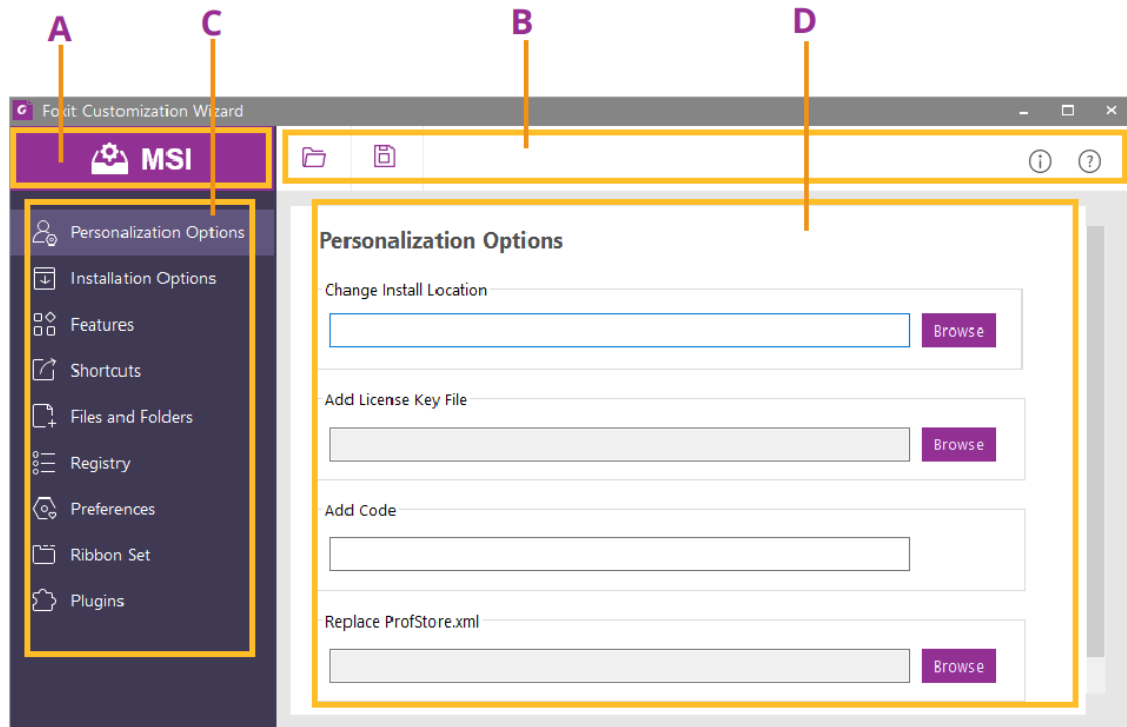 A C B D
Foxit Customization Wizard
MSI
Personalization Options
Installation Options
Features
Shortcuts
Files and Folders
Registry
Preferences
Ribbon Set
Plugins
Personalization Options
Change Install Location
Browse
Add License Key File
Browse
Add Code
Replace ProfStore.xml
Browse